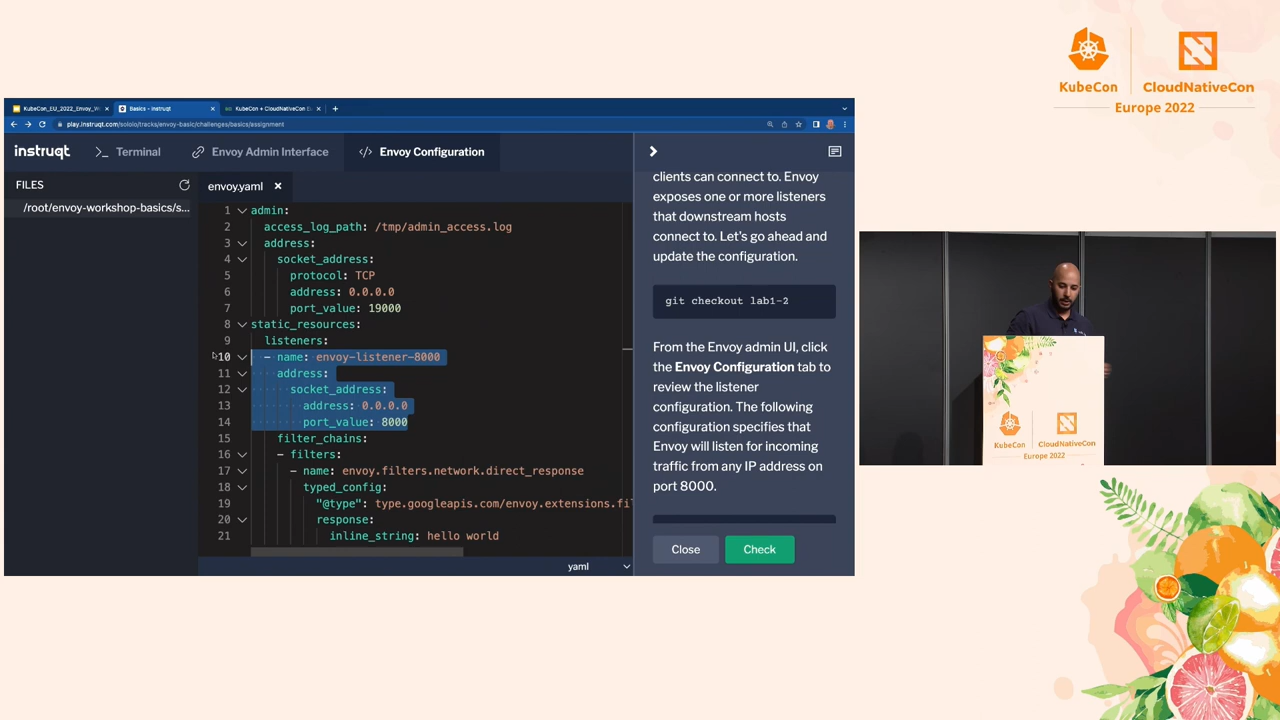 KubeCon
CloudNativeCon
Europe 2022
KubeCon_EU_2022_Envoy_W
Basics - Instruqt
KubeCon + CloudNativeCon E
play.instruqt.com/soloio/tracks/envoy-basic/challenges/basics/assignment
instruqt
>_ Terminal
Envoy Admin Interface
</> Envoy Configuration
FILES
/root/envoy-workshop-basics/s...
envoy.yaml
1 admin:
2 access_log_path: /tmp/admin_access.log
3 address:
4 socket_address:
5 protocol: TCP
6 address: 0.0.0.0
7 port_value: 19000
8 static_resources:
9 listeners:
10 - name: envoy-listener-8000
11 address:
12 socket_address:
13 address: 0.0.0.0
14 port_value: 8000
15 filter_chains:
16 - filters:
17 - name: envoy.filters.network.direct_response
18 typed_config:
19 "@type": type.googleapis.com/envoy.extensions.fi
20 response:
21 inline_string: hello world
yaml
clients can connect to. Envoy
exposes one or more listeners
that downstream hosts
connect to. Let's go ahead and
update the configuration.
git checkout lab1-2
From the Envoy admin UI, click
the Envoy Configuration tab to
review the listener
configuration. The following
configuration specifies that
Envoy will listen for incoming
traffic from any IP address on
port 8000.
Close
Check
KubeCon
CloudNativeCon
Europe 2022